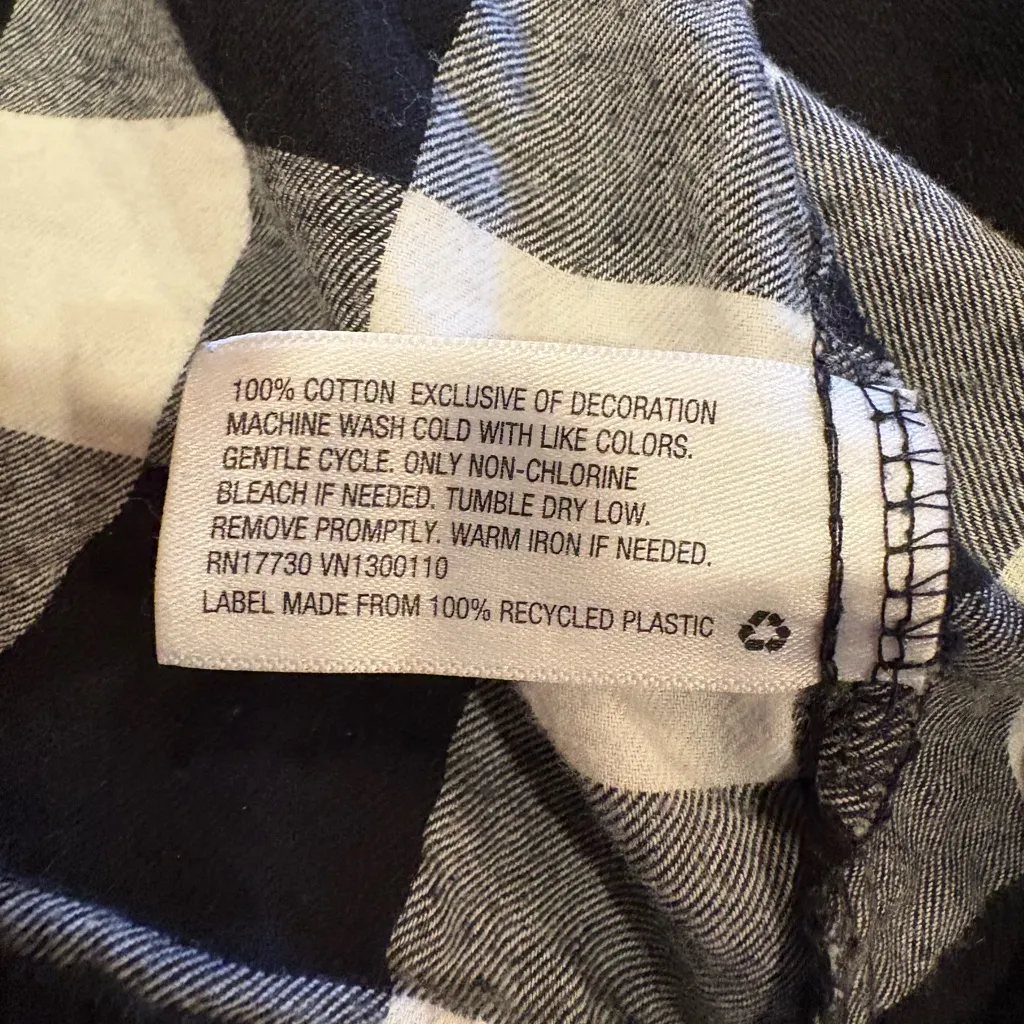 100% COTTON EXCLUSIVE OF DECORATION
MACHINE WASH COLD WITH LIKE COLORS.
GENTLE CYCLE. ONLY NON-CHLORINE
BLEACH IF NEEDED. TUMBLE DRY LOW.
REMOVE PROMPTLY. WARM IRON IF NEEDED.
RN17730 VN1300110
LABEL MADE FROM 100% RECYCLED PLASTIC